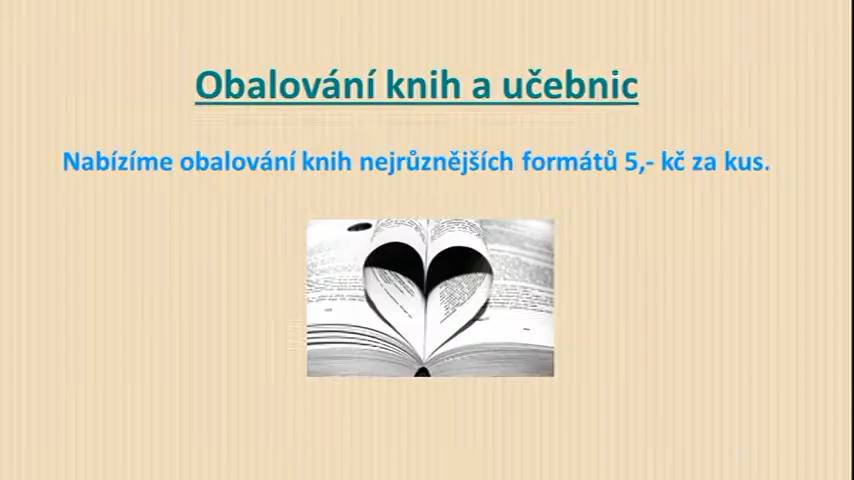 Obalování knih a učebnic
Nabízíme obalování knih nejrůznějších formátů 5,- kč za kus.